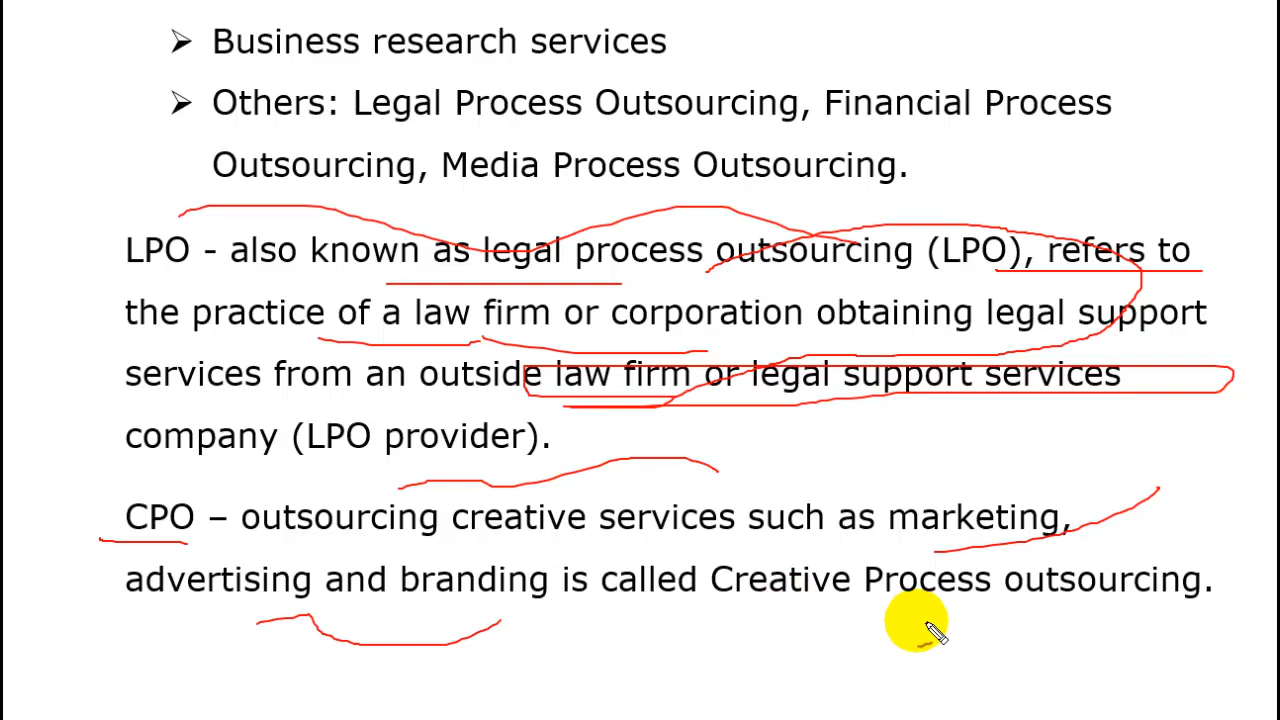 ➢ Business research services
➢ Others: Legal Process Outsourcing, Financial Process
Outsourcing, Media Process Outsourcing.
LPO - also known as legal process outsourcing (LPO), refers to
the practice of a law firm or corporation obtaining legal support
services from an outside law firm or legal support services
company (LPO provider).
CPO – outsourcing creative services such as marketing,
advertising and branding is called Creative Process outsourcing.